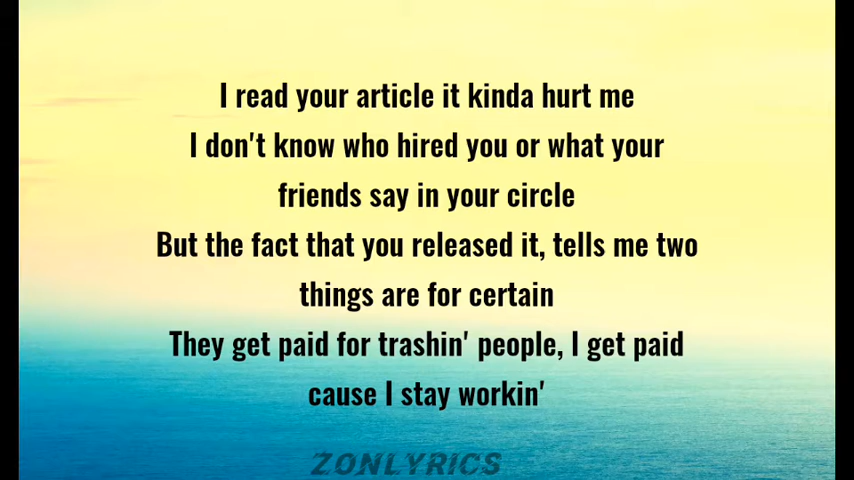 I read your article it kinda hurt me
I don't know who hired you or what your
friends say in your circle
But the fact that you released it, tells me two
things are for certain
They get paid for trashin' people, I get paid
cause I stay workin'
ZONLYRICS